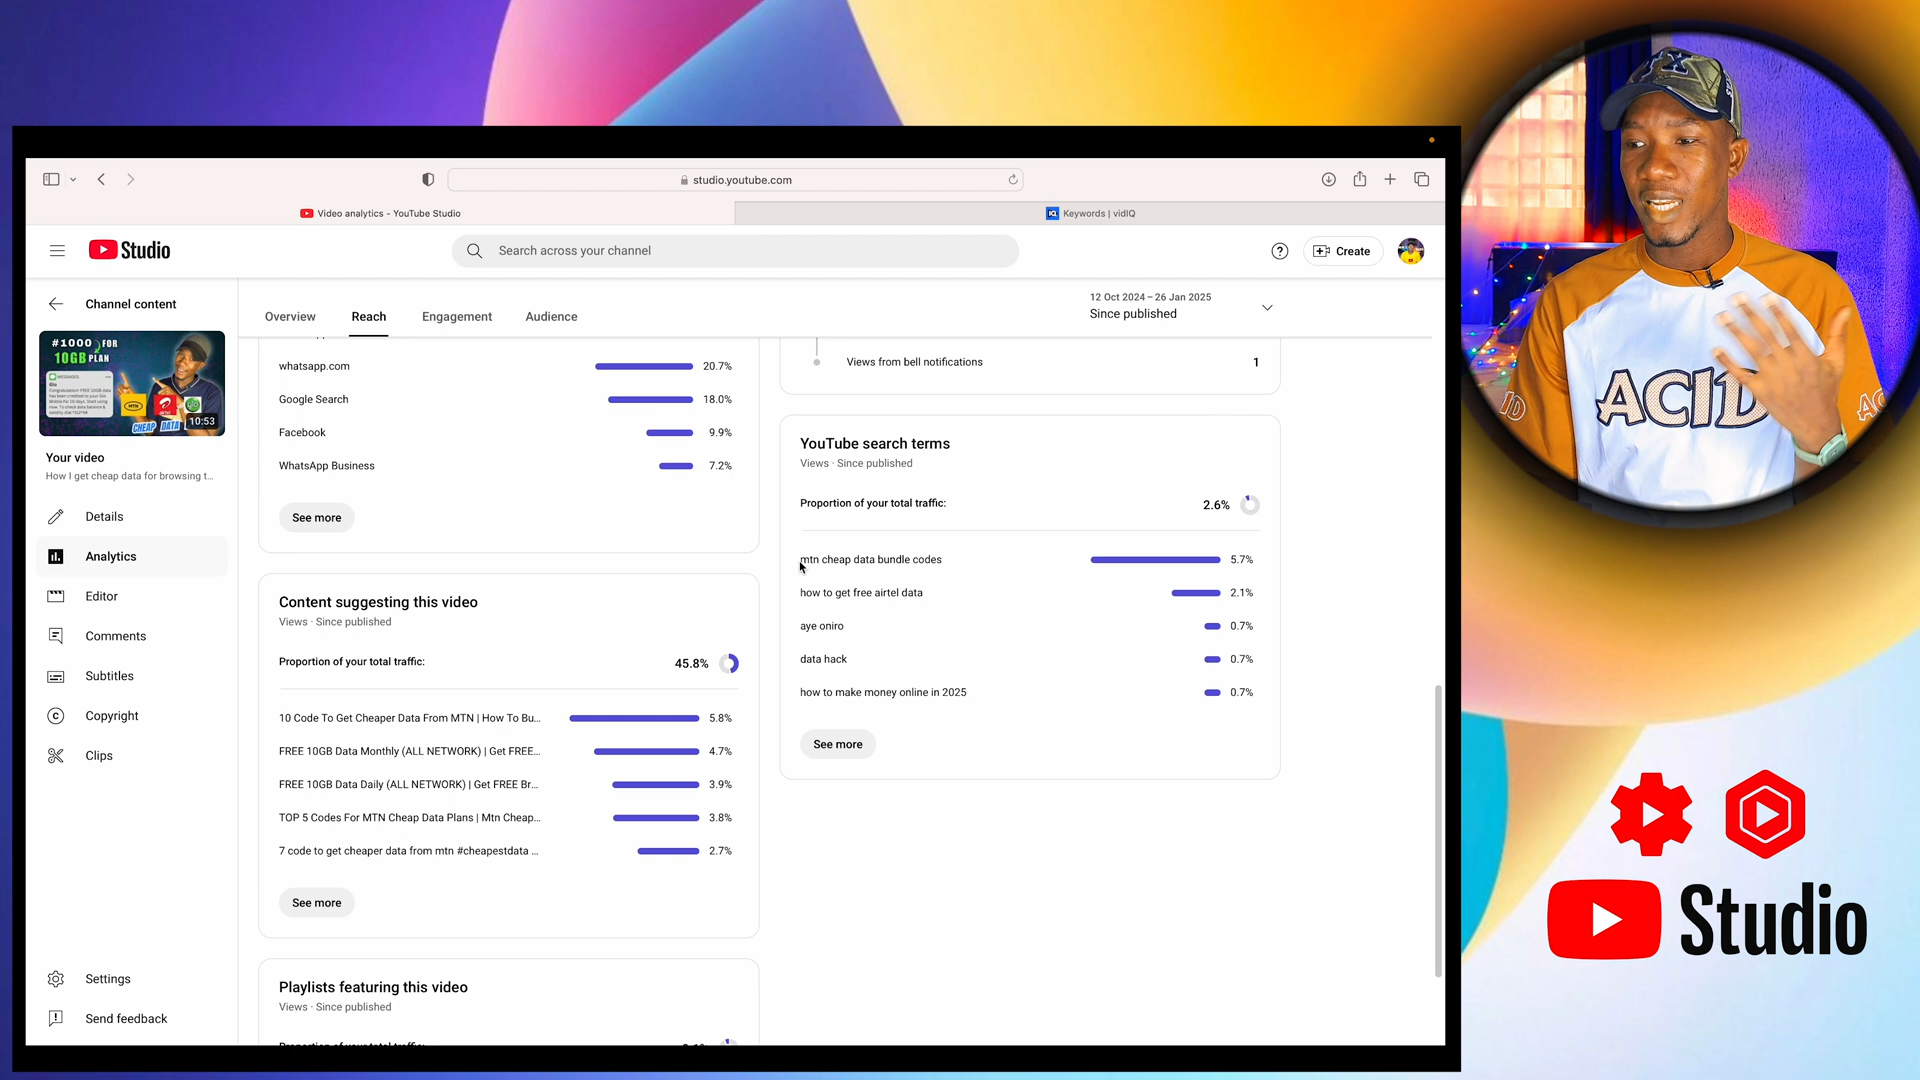 studio.youtube.com
Video analytics - YouTube Studio
Keywords | vidIQ
Studio
Search across your channel
Create
Channel content
#1000 FOR
10GB PLAN
CHEAP DATA
10:53
Your video
How I get cheap data for browsing t...
Details
Analytics
Editor
Comments
Subtitles
Copyright
Clips
Settings
Send feedback
Overview
Reach
Engagement
Audience
12 Oct 2024 – 26 Jan 2025
Since published
whatsapp.com
20.7%
Google Search
18.0%
Facebook
9.9%
WhatsApp Business
7.2%
See more
Content suggesting this video
Views · Since published
Proportion of your total traffic:
45.8%
10 Code To Get Cheaper Data From MTN | How To Bu...
5.8%
FREE 10GB Data Monthly (ALL NETWORK) | Get FREE...
4.7%
FREE 10GB Data Daily (ALL NETWORK) | Get FREE Br...
3.9%
TOP 5 Codes For MTN Cheap Data Plans | Mtn Cheap...
3.8%
7 code to get cheaper data from mtn #cheapestdata ...
2.7%
See more
Playlists featuring this video
Views · Since published
Views from bell notifications
1
YouTube search terms
Views · Since published
Proportion of your total traffic:
2.6%
mtn cheap data bundle codes
5.7%
how to get free airtel data
2.1%
aye oniro
0.7%
data hack
0.7%
how to make money online in 2025
0.7%
See more
ACID
Studio